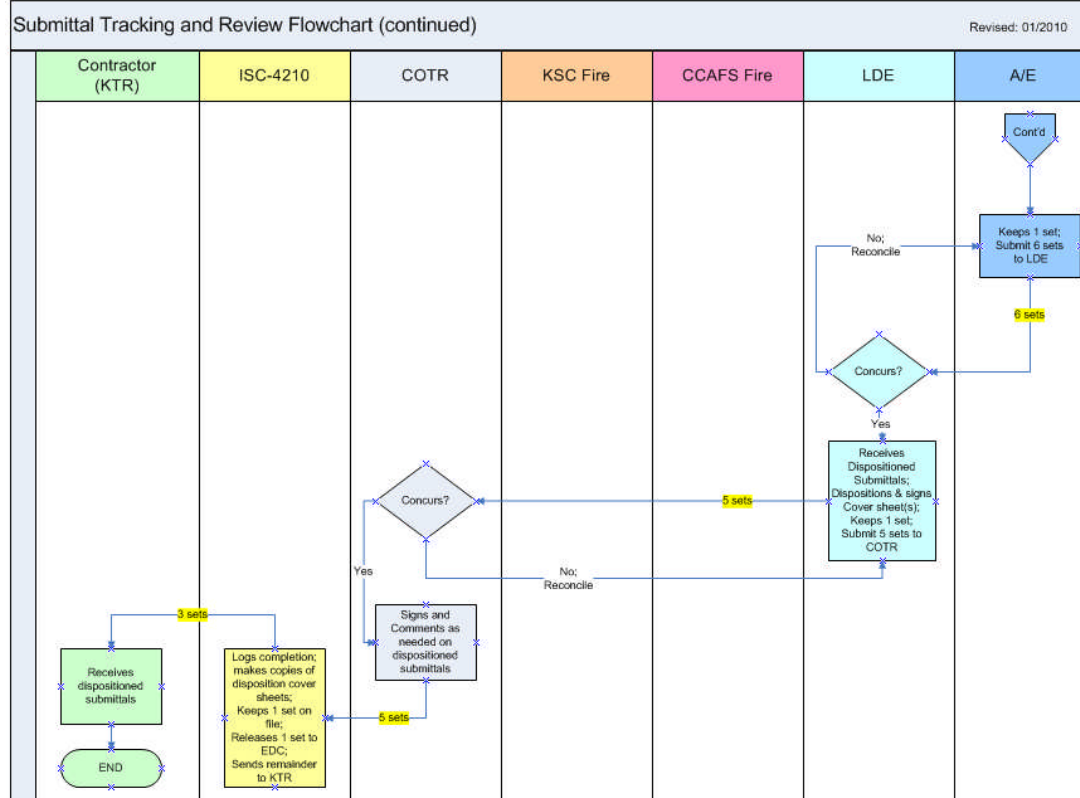 Submittal Tracking and Review Flowchart (continued)
Revised: 01/2010
Contractor
(KTR)
ISC-4210
COTR
KSC Fire
CCAFS Fire
LDE
A/E
Cont'd
Keeps 1 set;
Submit 6 sets
to LDE
No;
Reconcile
6 sets
Concurs?
Yes
Receives
Dispositioned
Submittals;
Dispositions & signs
Cover sheet(s);
Keeps 1 set;
Submit 5 sets to
COTR
5 sets
Concurs?
Yes
No;
Reconcile
Signs and
Comments as
needed on
dispositioned
submittals
5 sets
3 sets
Logs completion;
makes copies of
disposition cover
sheets;
Keeps 1 set on
file;
Releases 1 set to
EDC;
Sends remainder
to KTR
Receives
dispositioned
submittals
END